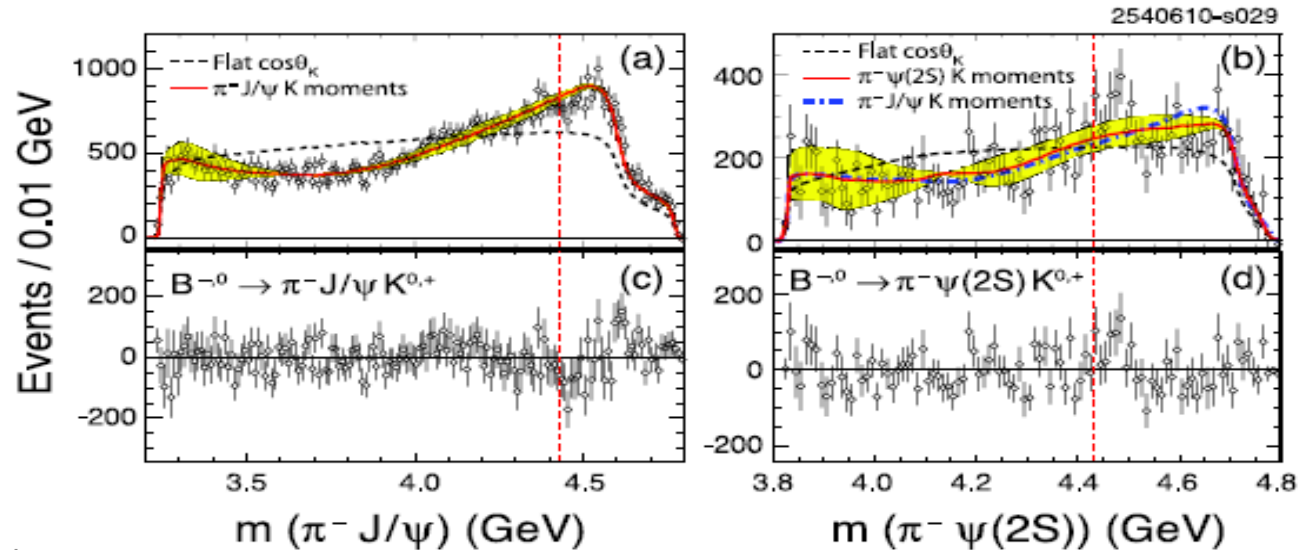 2540610-s029
Events / 0.01 GeV
(a)
Flat cosθ_K
π⁻ J/ψ K moments
1000
500
0
(b)
Flat cosθ_K
π⁻ψ(2S) K moments
π⁻J/ψ K moments
400
200
0
(c)
B⁻,⁰ → π⁻J/ψ K⁰,⁺
200
0
-200
3.5 4.0 4.5
m (π⁻ J/ψ) (GeV)
(d)
B⁻,⁰ → π⁻ψ(2S) K⁰,⁺
200
0
-200
3.8 4.0 4.2 4.4 4.6 4.8
m (π⁻ ψ(2S)) (GeV)